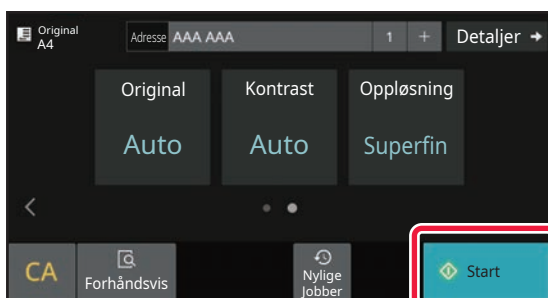 Original
A4
Adresse AAA AAA 1 + Detaljer
Original Kontrast Oppløsning
Auto Auto Superfin
CA
Forhåndsvis
Nylige
Jobber
Start